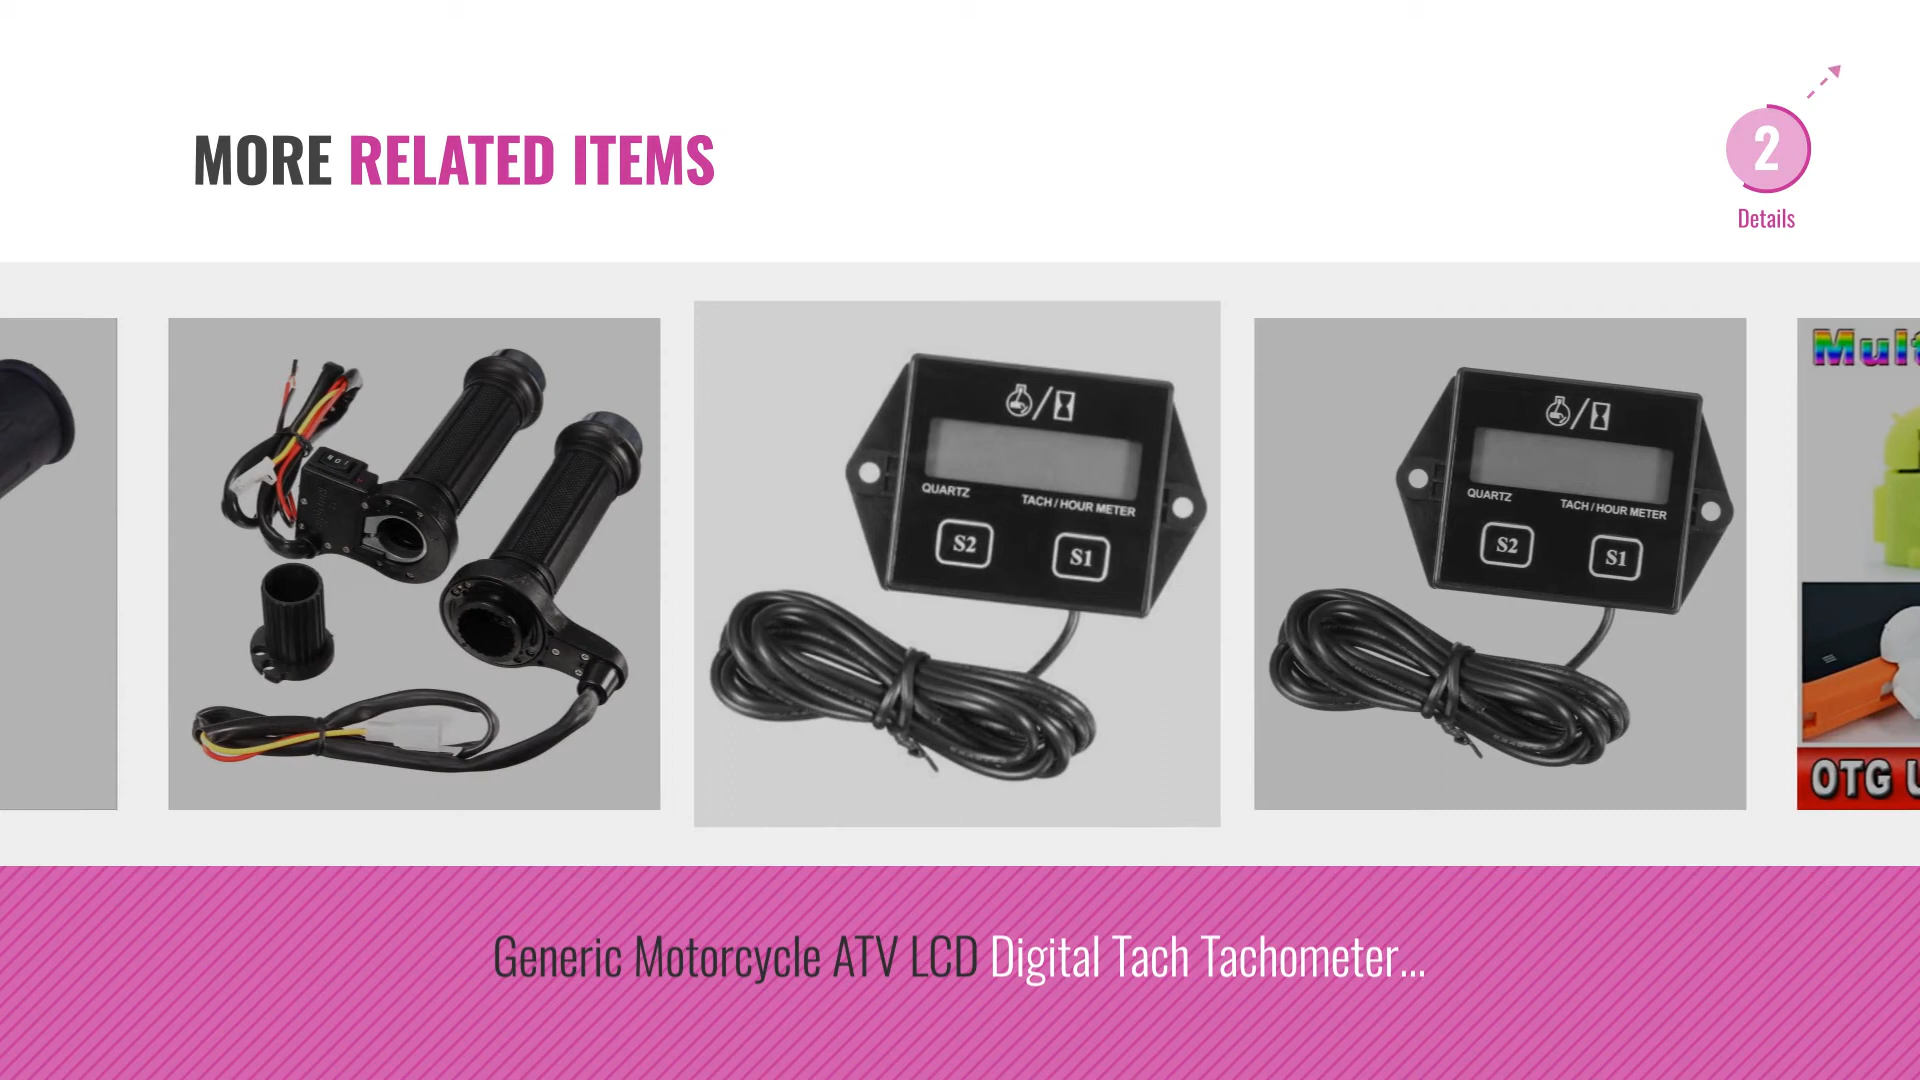 MORE RELATED ITEMS
2
Details
QUARTZ
TACH / HOUR METER
S2
S1
QUARTZ
TACH / HOUR METER
S2
S1
OTG
Generic Motorcycle ATV LCD Digital Tach Tachometer...